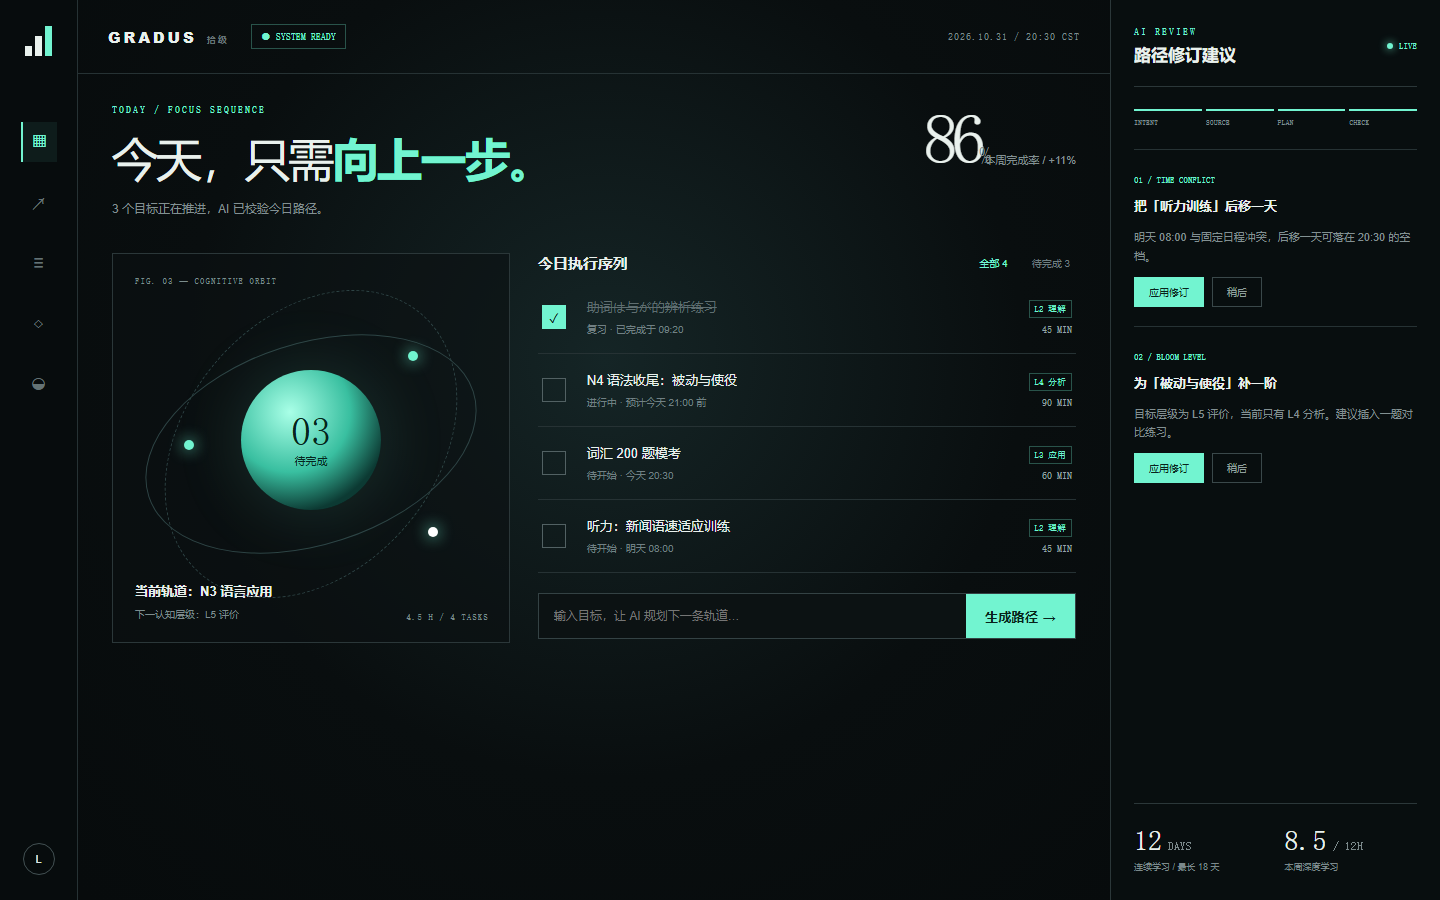 GRADUS 拾级
SYSTEM READY
2026.10.31 / 20:30 CST
TODAY / FOCUS SEQUENCE
今天，只需向上一步。
3 个目标正在推进，AI 已校验今日路径。
86%
本周完成率 / +11%
FIG. 03 — COGNITIVE ORBIT
03
待完成
当前轨道：N3 语言应用
下一认知层级：L5 评价
4.5 H / 4 TASKS
今日执行序列
全部 4
待完成 3
✓
助词は与が的辨析练习
复习 · 已完成于 09:20
L2 理解
45 MIN
N4 语法收尾：被动与使役
进行中 · 预计今天 21:00 前
L4 分析
90 MIN
词汇 200 题模考
待开始 · 今天 20:30
L3 应用
60 MIN
听力：新闻语速适应训练
待开始 · 明天 08:00
L2 理解
45 MIN
输入目标，让 AI 规划下一条轨道…
生成路径 →
L
AI REVIEW
路径修订建议
LIVE
INTENT
SOURCE
PLAN
CHECK
01 / TIME CONFLICT
把「听力训练」后移一天
明天 08:00 与固定日程冲突，后移一天可落在 20:30 的空
档。
应用修订
稍后
02 / BLOOM LEVEL
为「被动与使役」补一阶
目标层级为 L5 评价，当前只有 L4 分析。建议插入一题对
比练习。
应用修订
稍后
12 DAYS
连续学习 / 最长 18 天
8.5 / 12H
本周深度学习